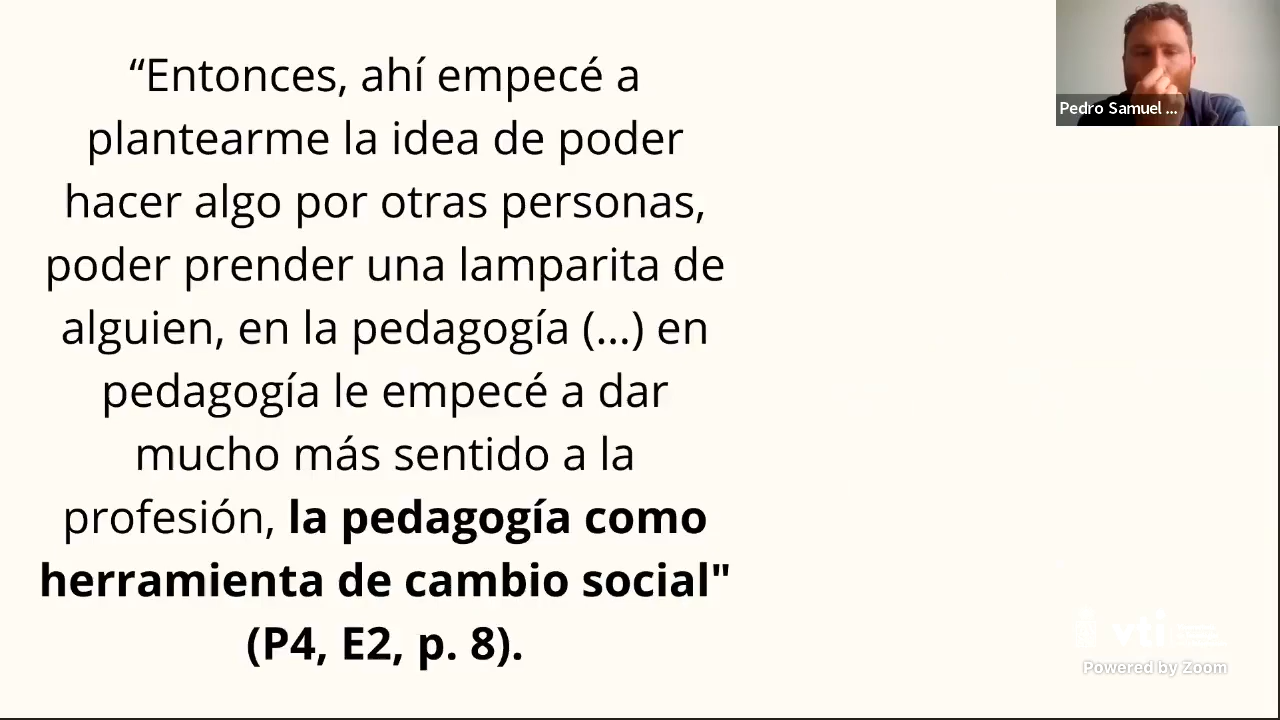 “Entonces, ahí empecé a
plantearme la idea de poder
hacer algo por otras personas,
poder prender una lamparita de
alguien, en la pedagogía (...) en
pedagogía le empecé a dar
mucho más sentido a la
profesión, la pedagogía como
herramienta de cambio social"
(P4, E2, p. 8).
Pedro Samuel ...
vti
Powered by Zoom